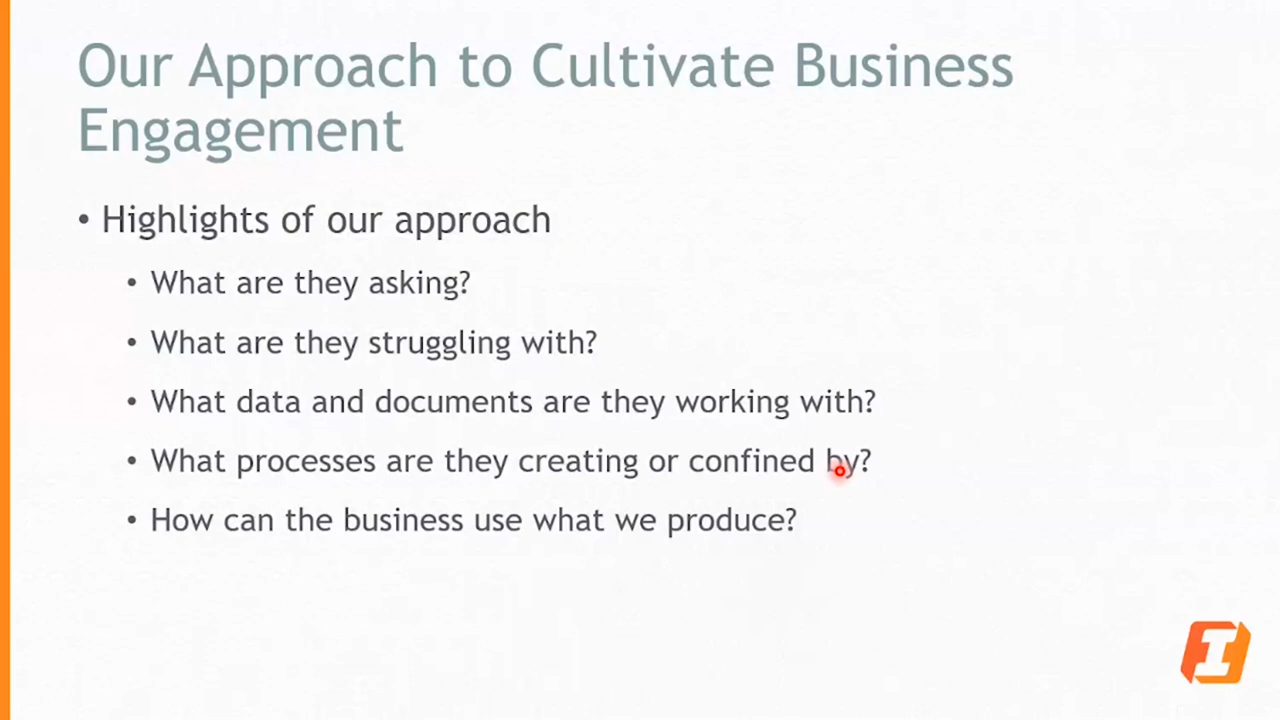 Our Approach to Cultivate Business
Engagement
• Highlights of our approach
• What are they asking?
• What are they struggling with?
• What data and documents are they working with?
• What processes are they creating or confined by?
• How can the business use what we produce?
I